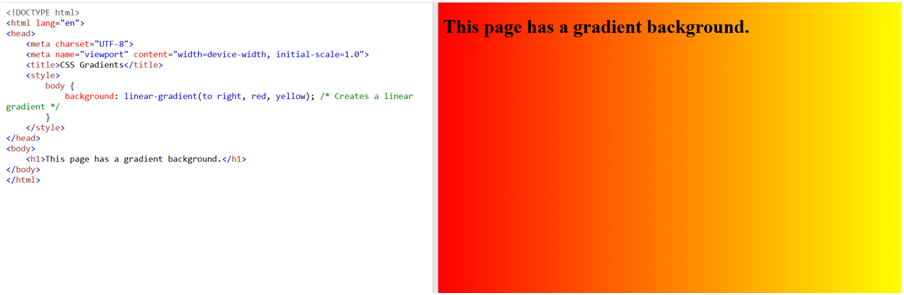 <!DOCTYPE html>
<html lang="en">
<head>
    <meta charset="UTF-8">
    <meta name="viewport" content="width=device-width, initial-scale=1.0">
    <title>CSS Gradients</title>
    <style>
        body {
            background: linear-gradient(to right, red, yellow); /* Creates a linear
gradient */
        }
    </style>
</head>
<body>
    <h1>This page has a gradient background.</h1>
</body>
</html>
This page has a gradient background.